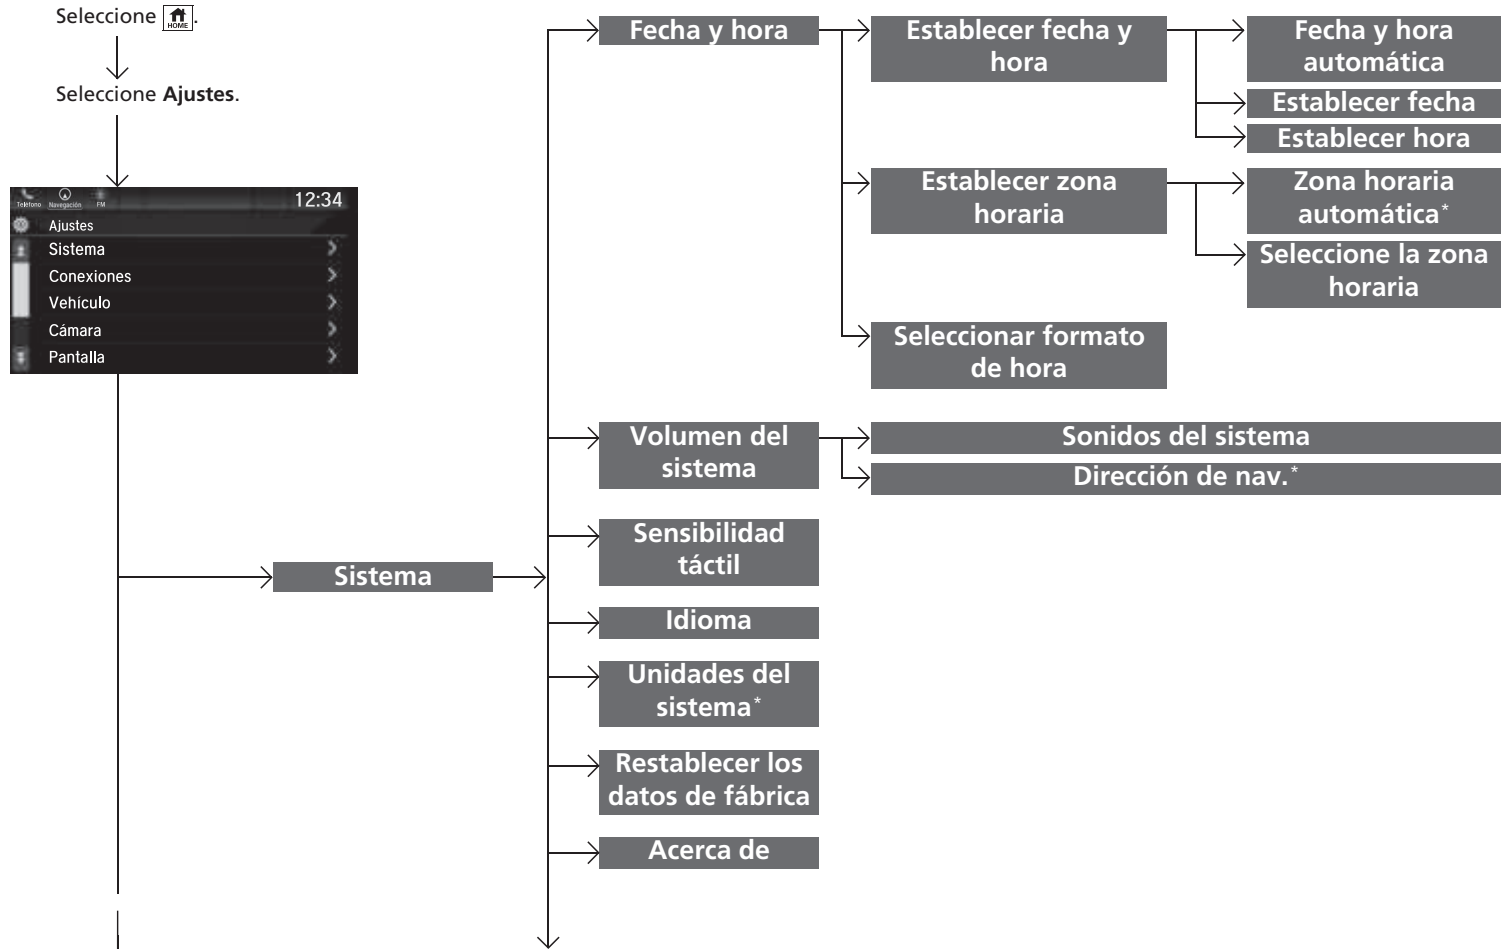 Seleccione HOME.
Seleccione Ajustes.
Teléfono Navegación FM 12:34
Ajustes
Sistema
Conexiones
Vehículo
Cámara
Pantalla
Sistema
Fecha y hora
Establecer fecha y
hora
Fecha y hora
automática
Establecer fecha
Establecer hora
Establecer zona
horaria
Zona horaria
automática*
Seleccione la zona
horaria
Seleccionar formato
de hora
Volumen del
sistema
Sonidos del sistema
Dirección de nav.*
Sensibilidad
táctil
Idioma
Unidades del
sistema*
Restablecer los
datos de fábrica
Acerca de